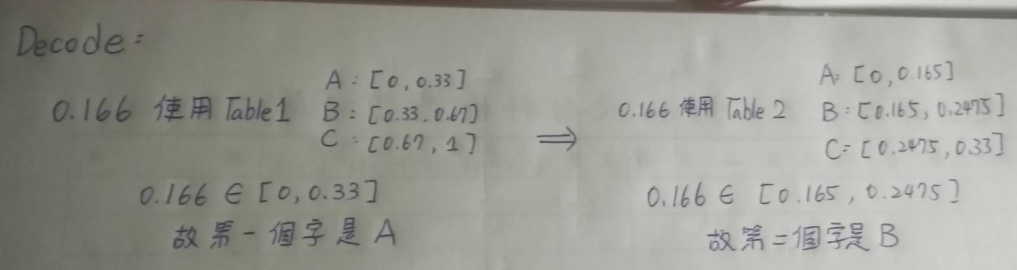 Decode:
0.166 使用 Table1
A: [0, 0.33]
B: [0.33, 0.67]
C: [0.67, 1]
0.166 ∈ [0, 0.33]
故第一個字是 A
⇒
0.166 使用 Table 2
A: [0, 0.165]
B: [0.165, 0.2475]
C= [0.2475, 0.33]
0.166 ∈ [0.165, 0.2475]
故第二個字是 B